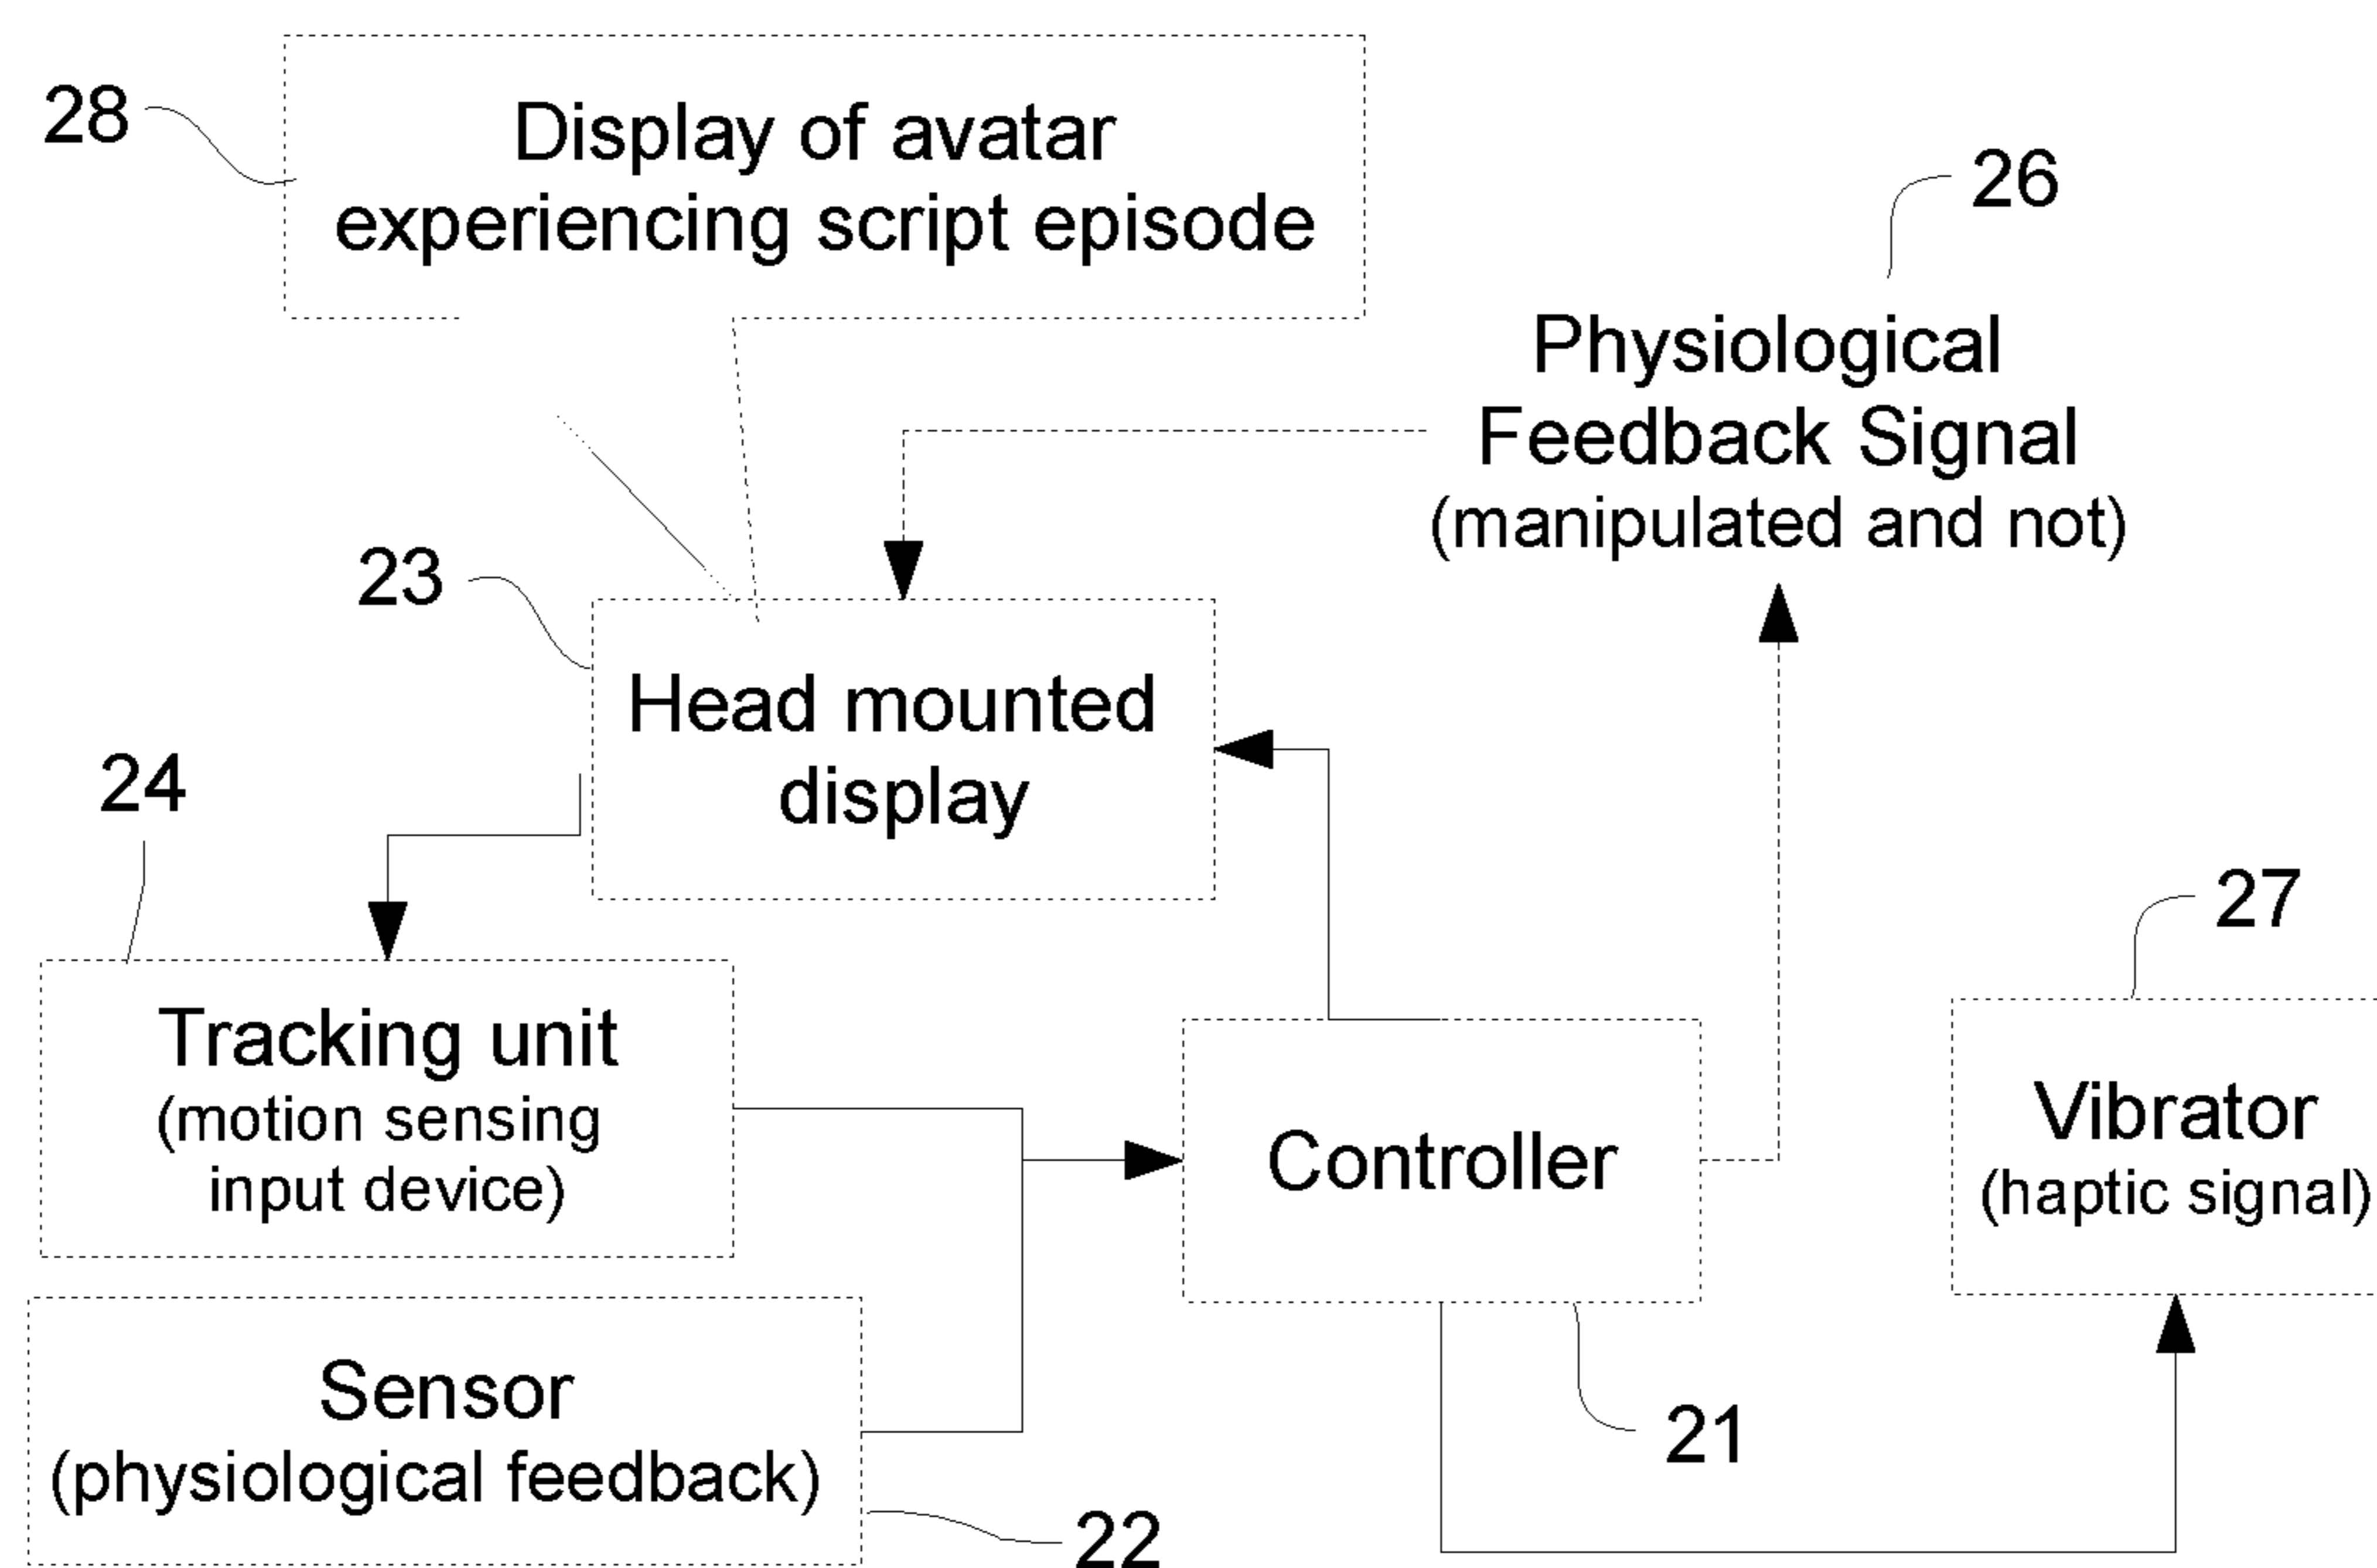 28
Display of avatar
experiencing script episode
26
Physiological
Feedback Signal
(manipulated and not)
23
Head mounted
display
24
Tracking unit
(motion sensing
input device)
27
Vibrator
(haptic signal)
Controller
21
Sensor
(physiological feedback)
22